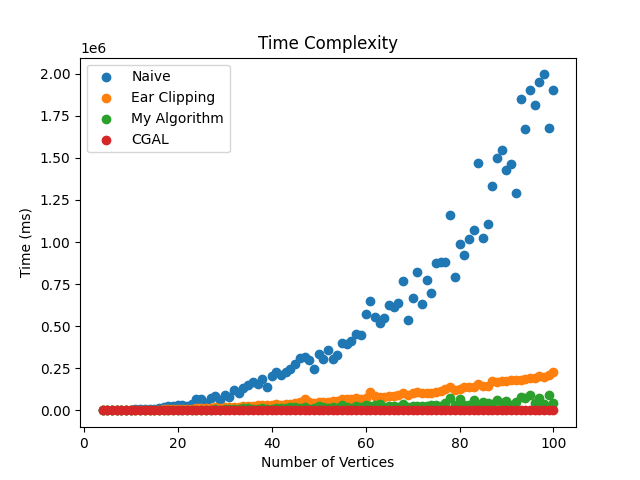 Time Complexity
1e6
2.00
1.75
1.50
1.25
1.00
0.75
0.50
0.25
0.00
Time (ms)
Naive
Ear Clipping
My Algorithm
CGAL
0
20
40
60
80
100
Number of Vertices